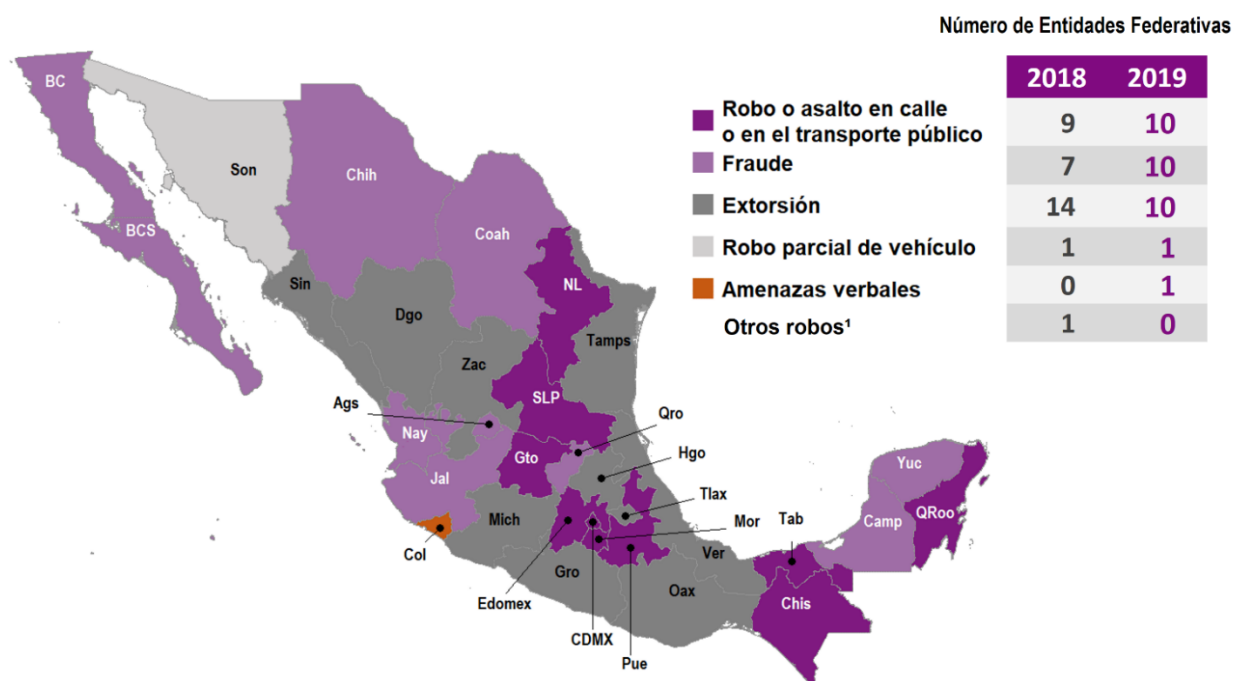 Número de Entidades Federativas
2018 2019
Robo o asalto en calle
o en el transporte público
9 10
Fraude
7 10
Extorsión
14 10
Robo parcial de vehículo
1 1
Amenazas verbales
0 1
Otros robos¹
1 0
BC
Son
Chih
BCS
Coah
Sin
NL
Dgo
Tamps
Zac
SLP
Ags
Qro
Nay
Gto
Hgo
Jal
Yuc
Tlax
Mich
Mor
Tab
Camp
QRoo
Col
Ver
Gro
Oax
Edomex
Chis
CDMX
Pue